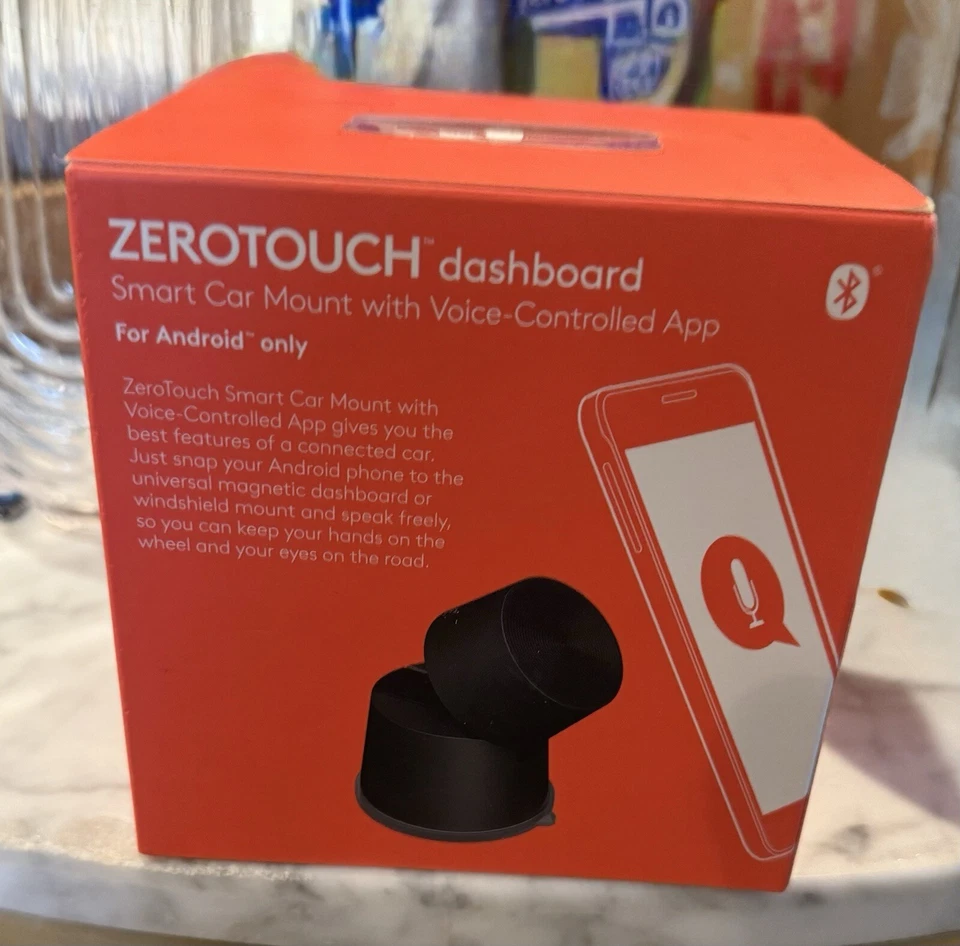 ZEROTOUCH™ dashboard
Smart Car Mount with Voice-Controlled App
For Android™ only
ZeroTouch Smart Car Mount with
Voice-Controlled App gives you the
best features of a connected car.
Just snap your Android phone to the
universal magnetic dashboard or
windshield mount and speak freely,
so you can keep your hands on the
wheel and your eyes on the road.